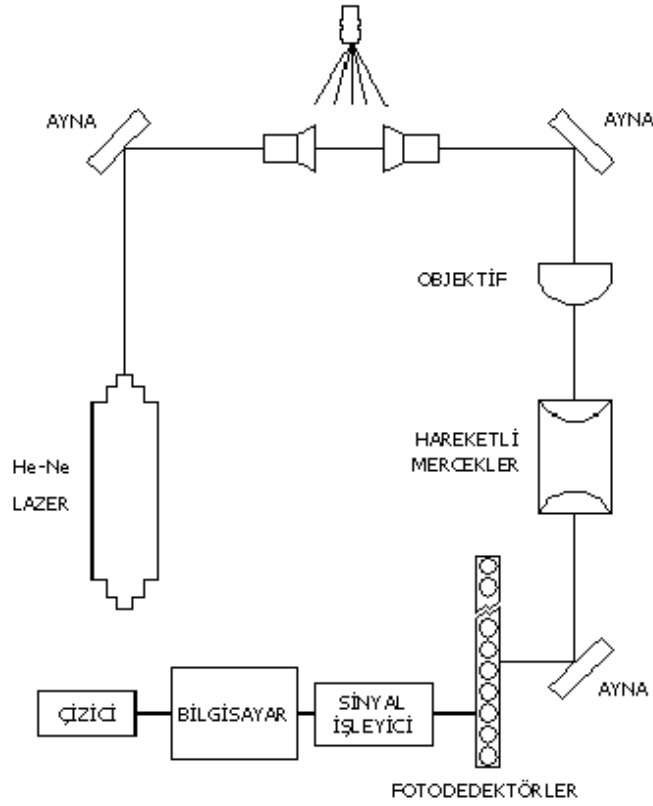 AYNA
AYNA
OBJEKTİF
HAREKETLİ
MERCEKLER
He-Ne
LAZER
AYNA
ÇİZİCİ
BİLGİSAYAR
SİNYAL
İŞLEYİCİ
FOTODEDEKTÖRLER